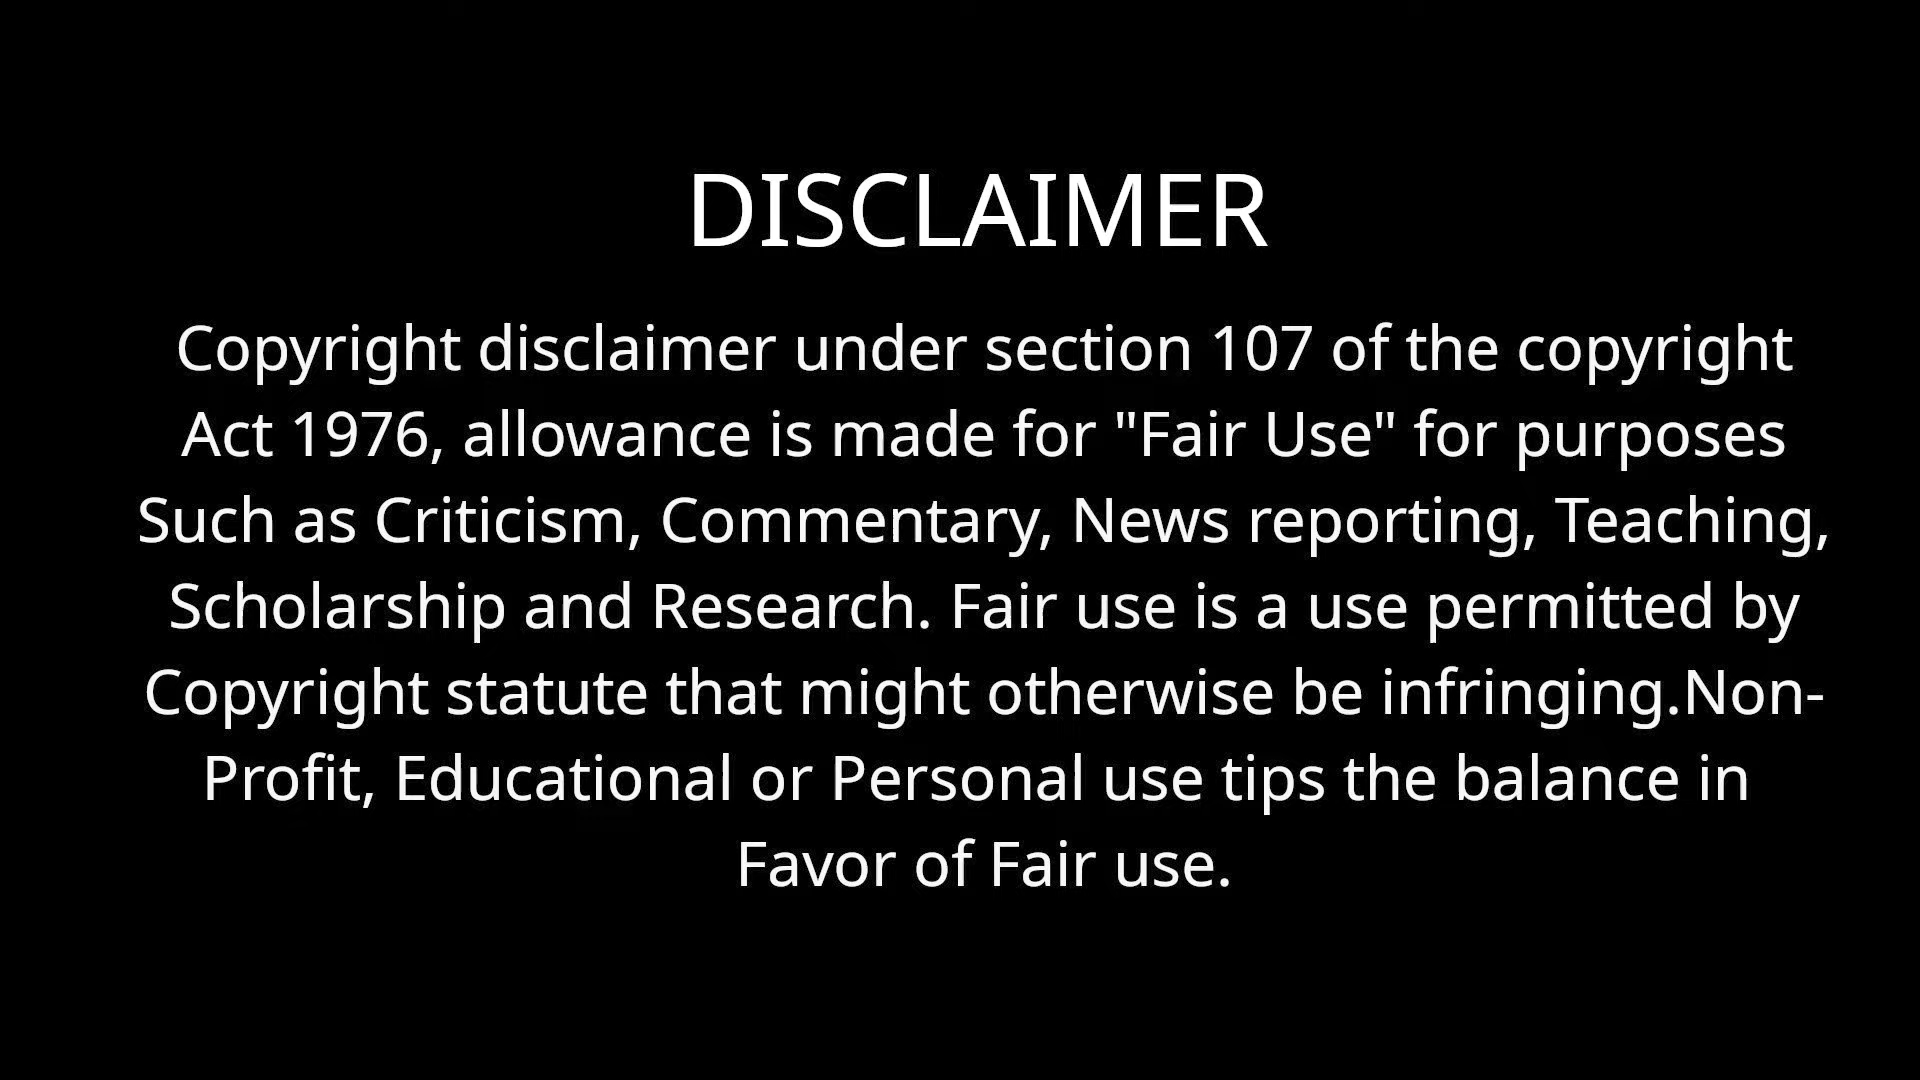 DISCLAIMER
Copyright disclaimer under section 107 of the copyright
Act 1976, allowance is made for "Fair Use" for purposes
Such as Criticism, Commentary, News reporting, Teaching,
Scholarship and Research. Fair use is a use permitted by
Copyright statute that might otherwise be infringing.Non-
Profit, Educational or Personal use tips the balance in
Favor of Fair use.